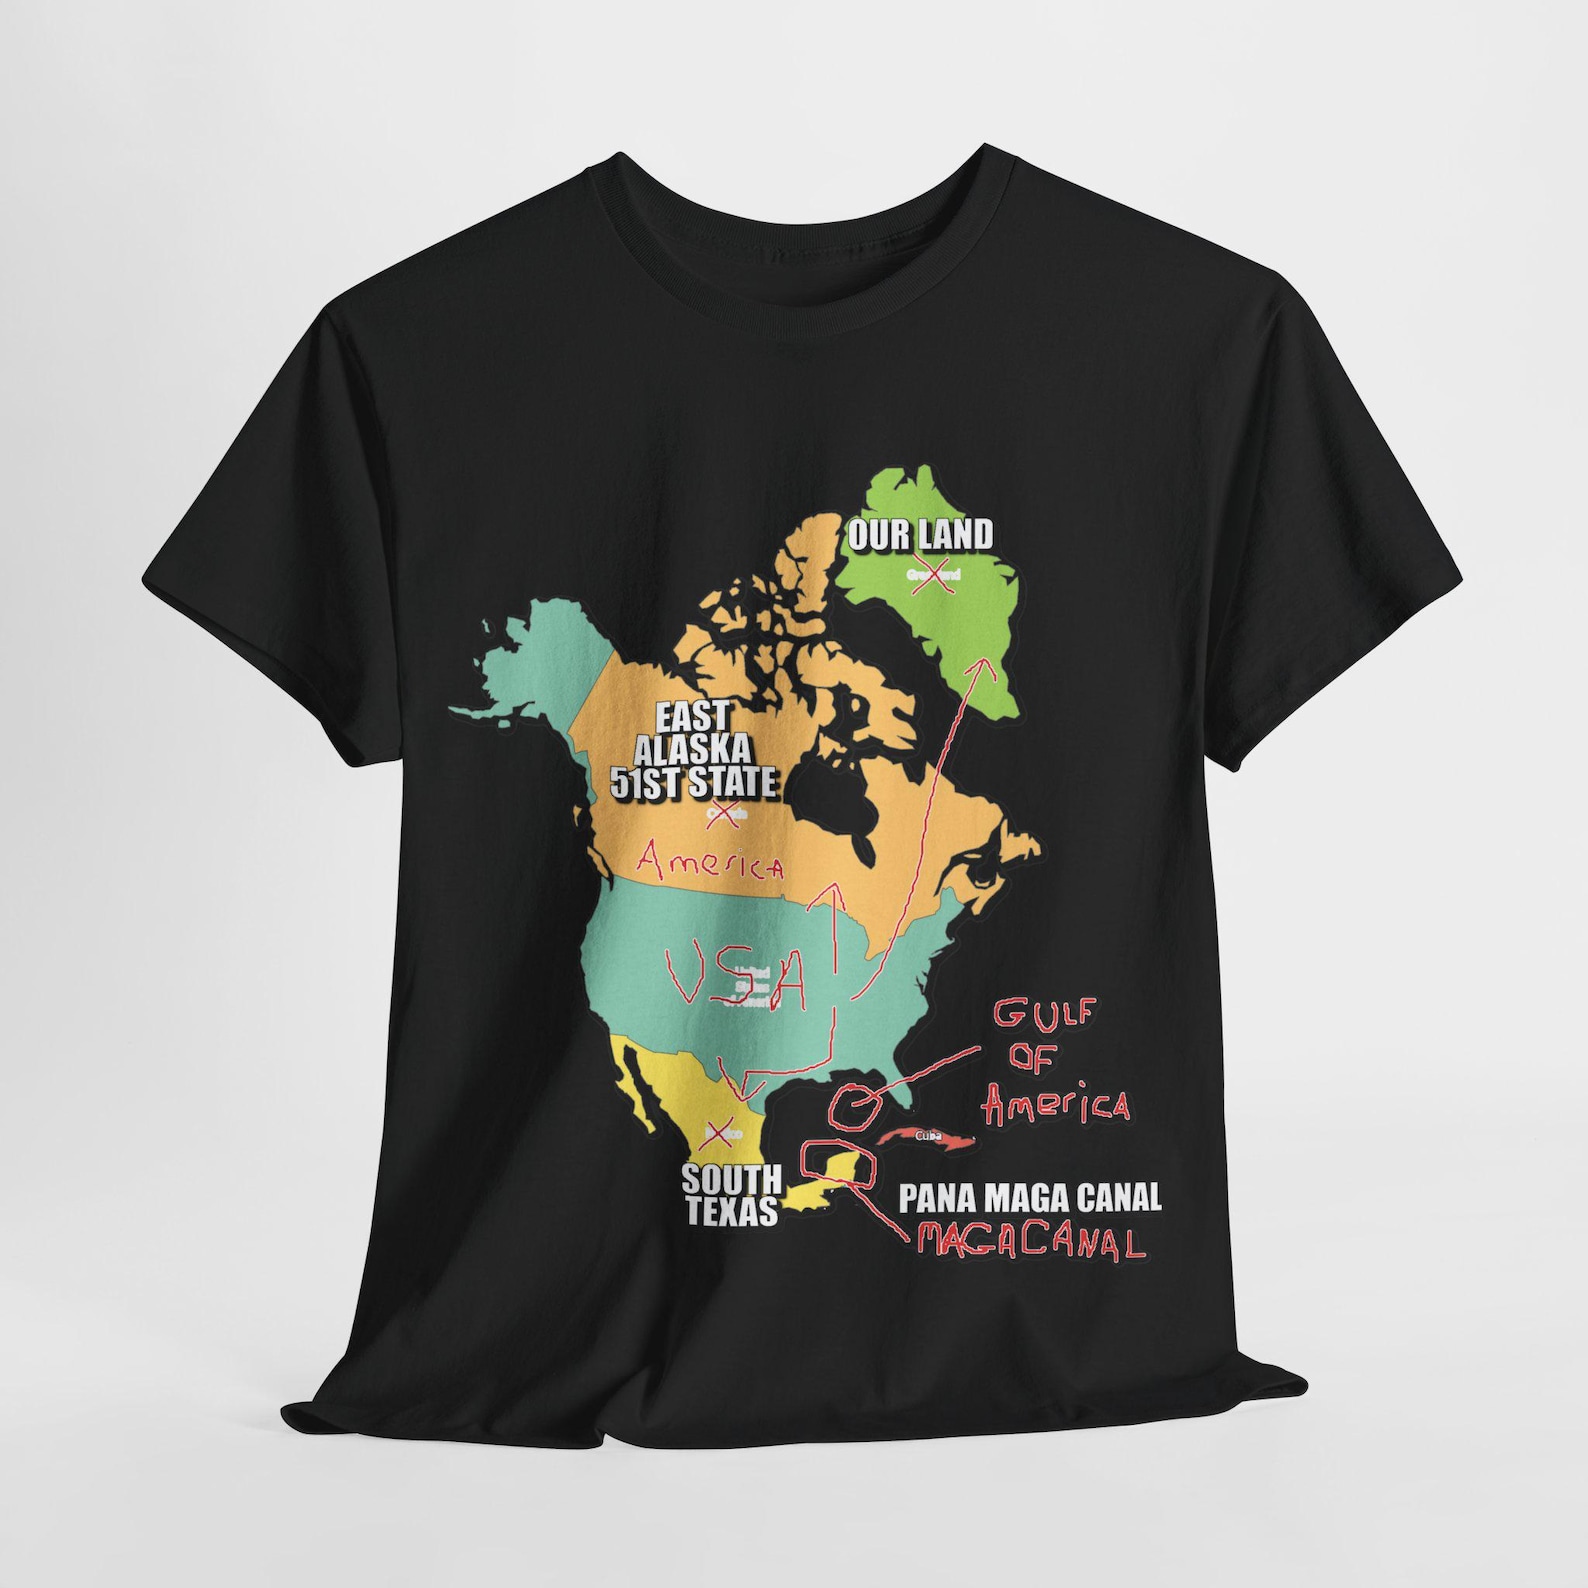 OUR LAND
Greenland
EAST
ALASKA
51ST STATE
Canada
America
USA
United
States
of America
GULF
OF
America
Mexico
Cuba
SOUTH
TEXAS
PANA MAGA CANAL
MAGACANAL